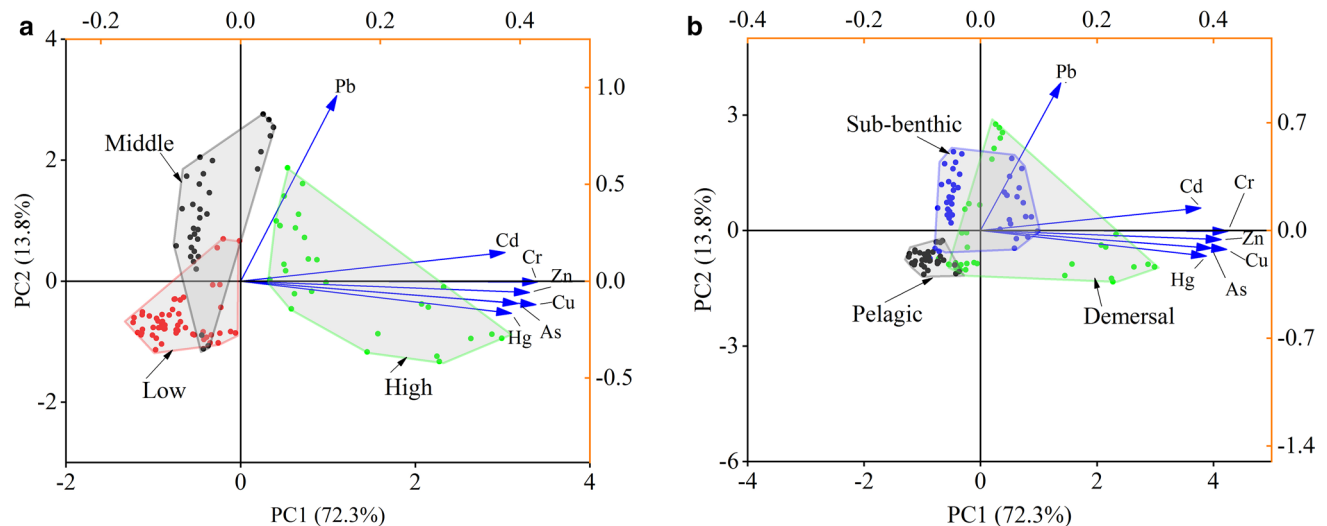 a
-0.2 0.0 0.2 0.4
4
2
0
-2
PC2 (13.8%)
Pb
Middle
Cd
Cr
Zn
Cu
As
Hg
Low
High
1.0
0.5
0.0
-0.5
-2 0 2 4
PC1 (72.3%)
b
-0.4 -0.2 0.0 0.2 0.4
3
0
-3
-6
PC2 (13.8%)
Pb
Sub-benthic
Cd
Cr
Zn
Cu
Hg
As
Pelagic
Demersal
0.7
0.0
-0.7
-1.4
-4 -2 0 2 4
PC1 (72.3%)